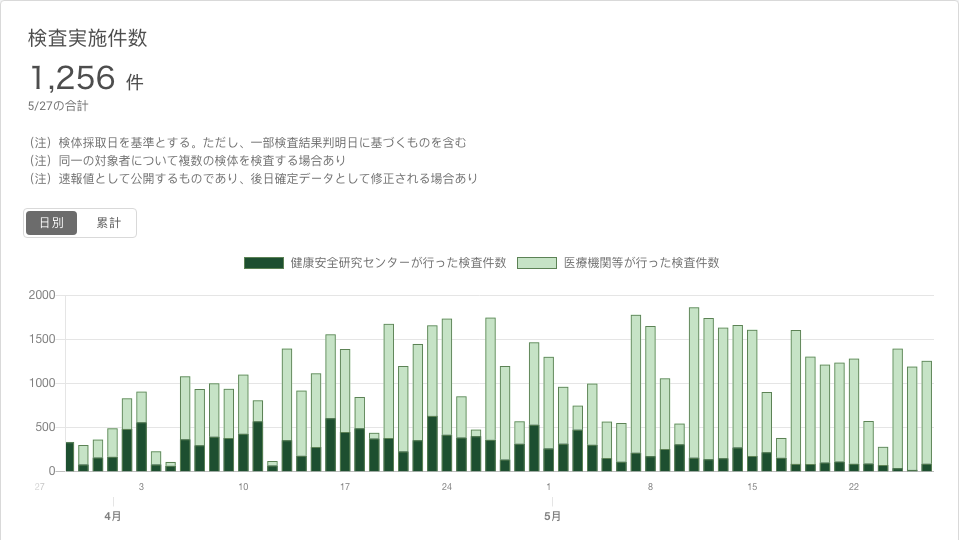 検査実施件数
1,256 件
5/27の合計
（注）検体採取日を基準とする。ただし、一部検査結果判明日に基づくものを含む
（注）同一の対象者について複数の検体を検査する場合あり
（注）速報値として公開するものであり、後日確定データとして修正される場合あり
日別 累計
健康安全研究センターが行った検査件数 医療機関等が行った検査件数
2000
1500
1000
500
0
27 3 10 17 24 1 8 15 22
4月 5月